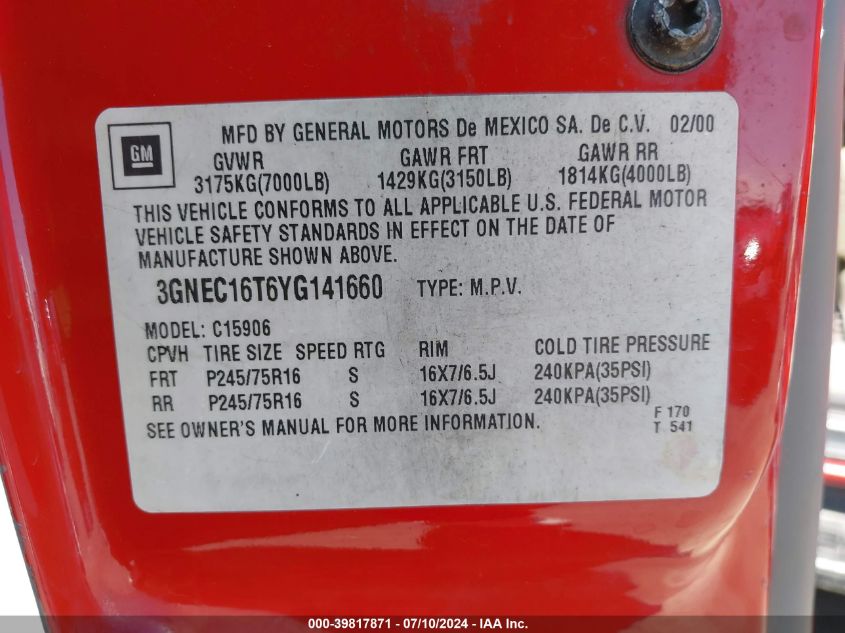 MFD BY GENERAL MOTORS De MEXICO SA. De C.V. 02/00
GM
GVWR GAWR FRT GAWR RR
3175KG(7000LB) 1429KG(3150LB) 1814KG(4000LB)
THIS VEHICLE CONFORMS TO ALL APPLICABLE U.S. FEDERAL MOTOR
VEHICLE SAFETY STANDARDS IN EFFECT ON THE DATE OF
MANUFACTURE SHOWN ABOVE.
3GNEC16T6YG141660 TYPE: M.P.V.
MODEL: C15906
CPVH TIRE SIZE SPEED RTG RIM COLD TIRE PRESSURE
FRT P245/75R16 S 16X7/6.5J 240KPA(35PSI)
RR P245/75R16 S 16X7/6.5J 240KPA(35PSI)
SEE OWNER'S MANUAL FOR MORE INFORMATION.
F 170
T 541
000-39817871 - 07/10/2024 - IAA Inc.